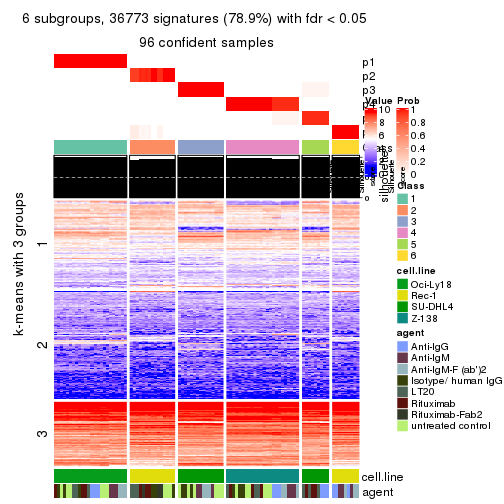 6 subgroups, 36773 signatures (78.9%) with fdr < 0.05
96 confident samples
p1
p2
p3
Value Prob
10 1
8 0.8
6 0.6
4 0.4
2 0.2
0 0
silhouette
score
Class
1
2
3
4
5
6
cell.line
Oci-Ly18
Rec-1
SU-DHL4
Z-138
agent
Anti-IgG
Anti-IgM
Anti-IgM-F (ab')2
Isotype/ human IgG
LT20
Rituximab
Rituximab-Fab2
untreated control
k-means with 3 groups
1
2
3
cell.line
agent